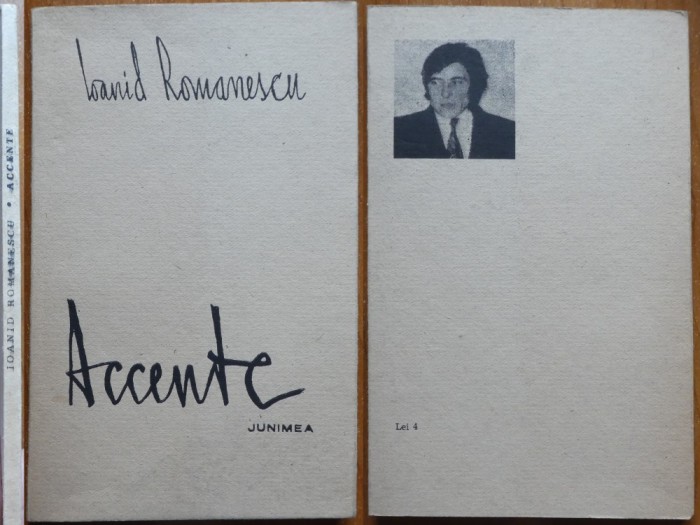 IOANID ROMANESCU • ACCENTE
Ioanid Romanescu
Accente
JUNIMEA
Lei 4